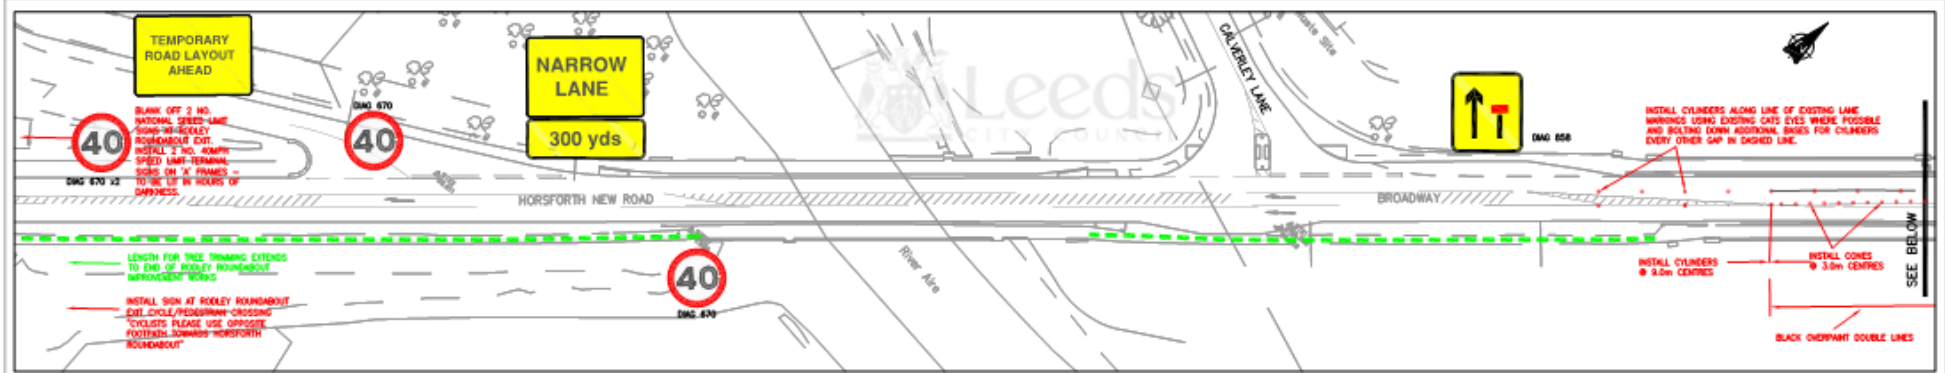 TEMPORARY
ROAD LAYOUT
AHEAD
40
DIAG 670 x2
BLANK OFF 2 NO.
NATIONAL SPEED LIMIT
SIGNS AT RODLEY
ROUNDABOUT EXIT.
INSTALL 2 NO. 40MPH
SPEED LIMIT TERMINAL
SIGNS ON 'A' FRAMES -
TO BE LIT IN HOURS OF
DARKNESS.
DIAG 670
40
NARROW
LANE
300 yds
Leeds
CITY COUNCIL
CALVERLEY LANE
Waste Site
DIAG 858
INSTALL CYLINDERS ALONG LINE OF EXISTING LANE
MARKINGS USING EXISTING CATS EYES WHERE POSSIBLE
AND BOLTING DOWN ADDITIONAL BASES FOR CYLINDERS
EVERY OTHER GAP IN DASHED LINE.
HORSFORTH NEW ROAD
BROADWAY
LENGTH FOR TREE TRIMMING EXTENDS
TO END OF RODLEY ROUNDABOUT
IMPROVEMENT WORKS
INSTALL SIGN AT RODLEY ROUNDABOUT
EXIT CYCLE/PEDESTRIAN CROSSING
"CYCLISTS PLEASE USE OPPOSITE
FOOTPATH TOWARDS HORSFORTH
ROUNDABOUT"
40
DIAG 670
River Aire
INSTALL CYLINDERS
@ 9.0m CENTRES
INSTALL CONES
@ 3.0m CENTRES
SEE BELOW
BLACK OVERPAINT DOUBLE LINES